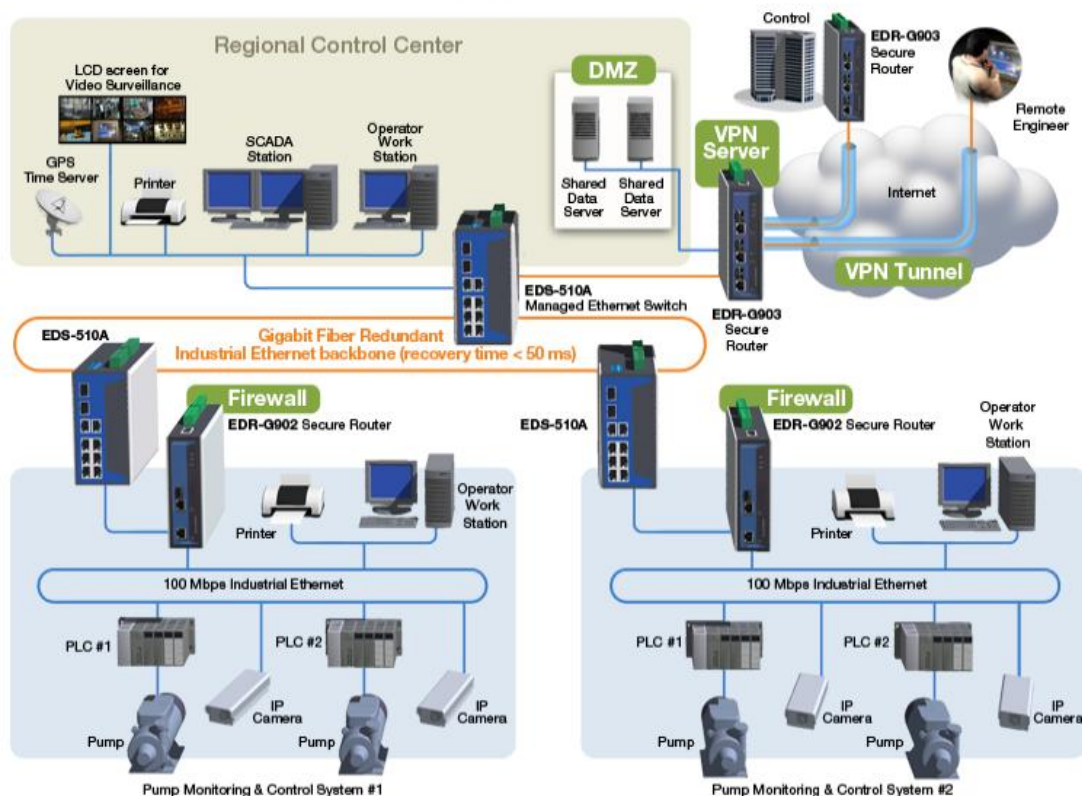 Regional Control Center
LCD screen for
Video Surveillance
GPS
Time Server
Printer
SCADA
Station
Operator
Work
Station
DMZ
Shared
Data
Server
Shared
Data
Server
VPN
Server
Control
EDR-G903
Secure
Router
Remote
Engineer
Internet
VPN Tunnel
EDS-510A
Managed Ethernet Switch
EDR-G903
Secure
Router
EDS-510A
Gigabit Fiber Redundant
Industrial Ethernet backbone (recovery time < 50 ms)
Firewall
EDR-G902 Secure Router
Printer
Operator
Work
Station
100 Mbps Industrial Ethernet
PLC #1
PLC #2
IP
Camera
IP
Camera
Pump
Pump
Pump Monitoring & Control System #1
EDS-510A
Firewall
EDR-G902 Secure Router
Operator
Work
Station
Printer
100 Mbps Industrial Ethernet
PLC #1
PLC #2
IP
Camera
IP
Camera
Pump
Pump
Pump Monitoring & Control System #2